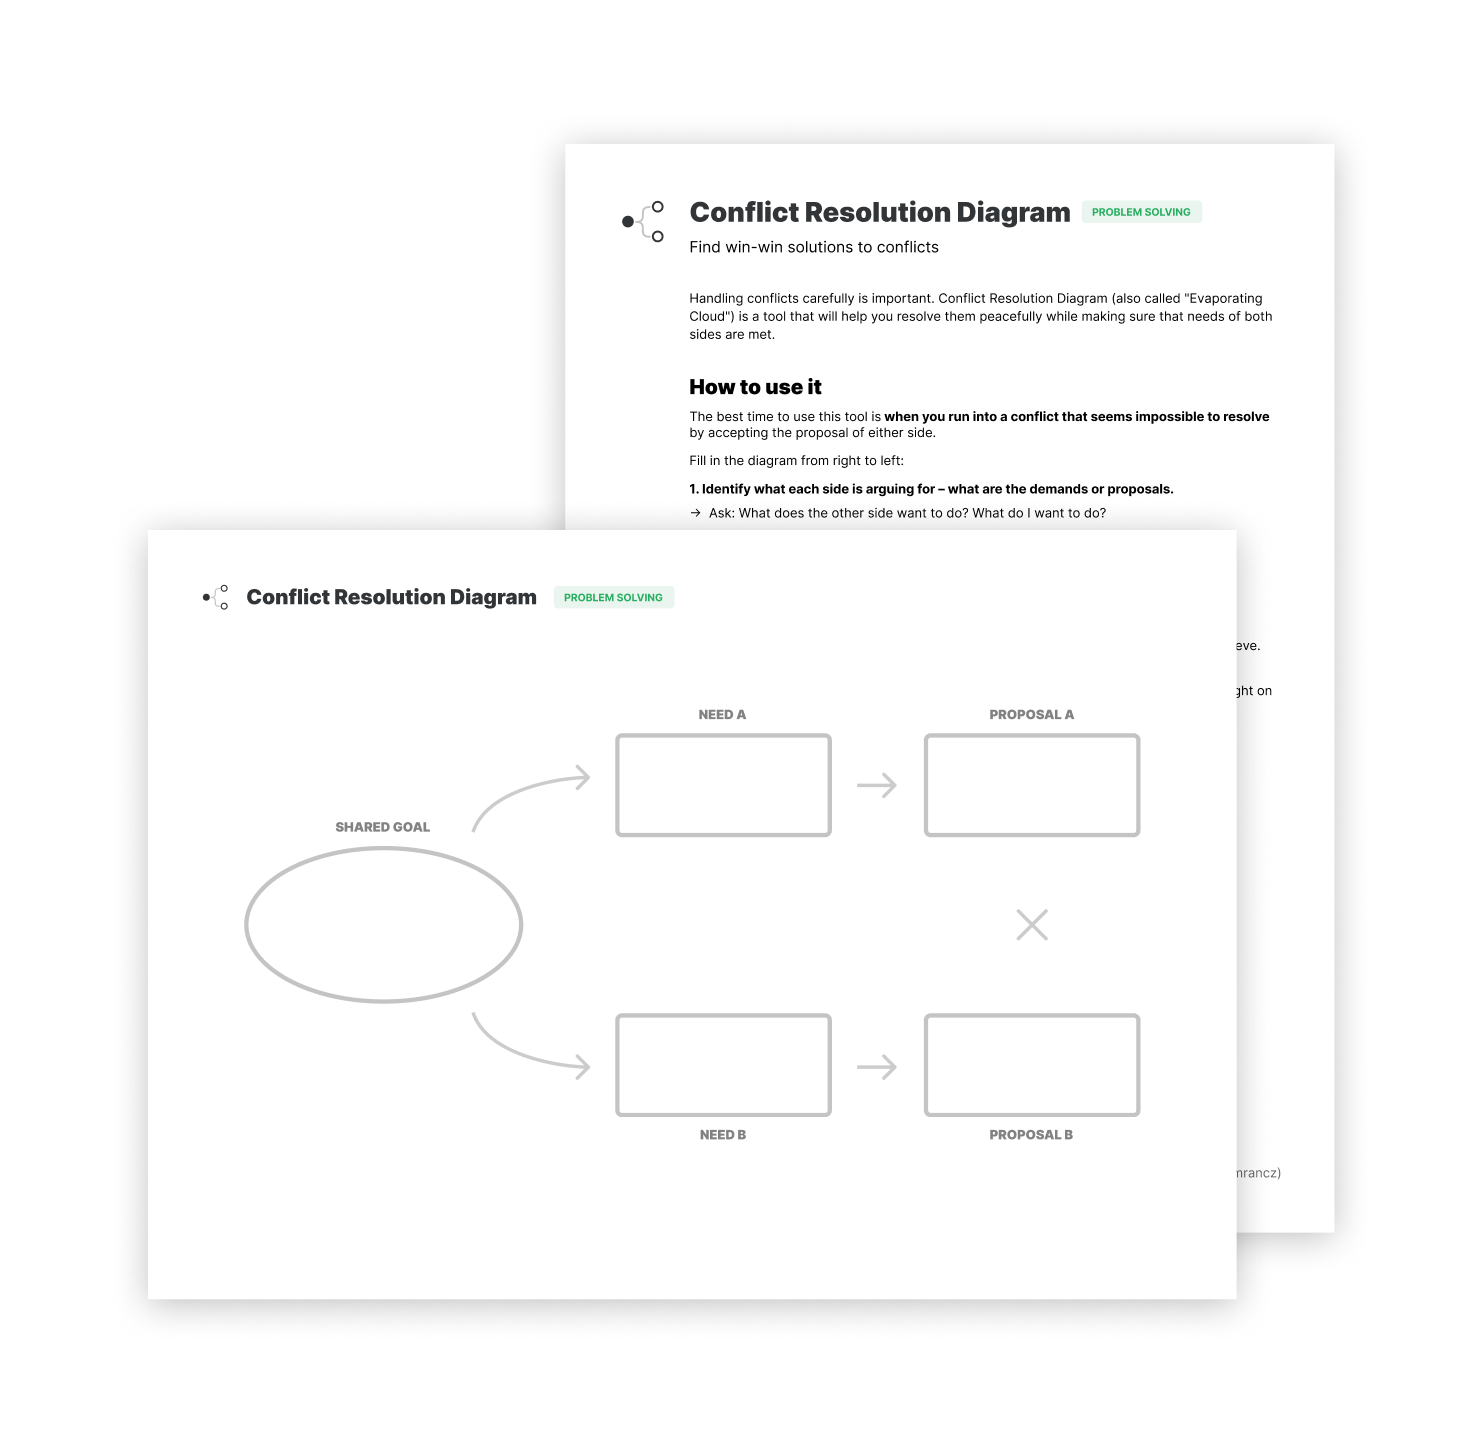 Conflict Resolution Diagram PROBLEM SOLVING
Find win-win solutions to conflicts
Handling conflicts carefully is important. Conflict Resolution Diagram (also called "Evaporating
Cloud") is a tool that will help you resolve them peacefully while making sure that needs of both
sides are met.
How to use it
The best time to use this tool is when you run into a conflict that seems impossible to resolve
by accepting the proposal of either side.
Fill in the diagram from right to left:
1. Identify what each side is arguing for – what are the demands or proposals.
→ Ask: What does the other side want to do? What do I want to do?
eve.
ght on
mrancz)
Conflict Resolution Diagram PROBLEM SOLVING
NEED A
PROPOSAL A
SHARED GOAL
NEED B
PROPOSAL B